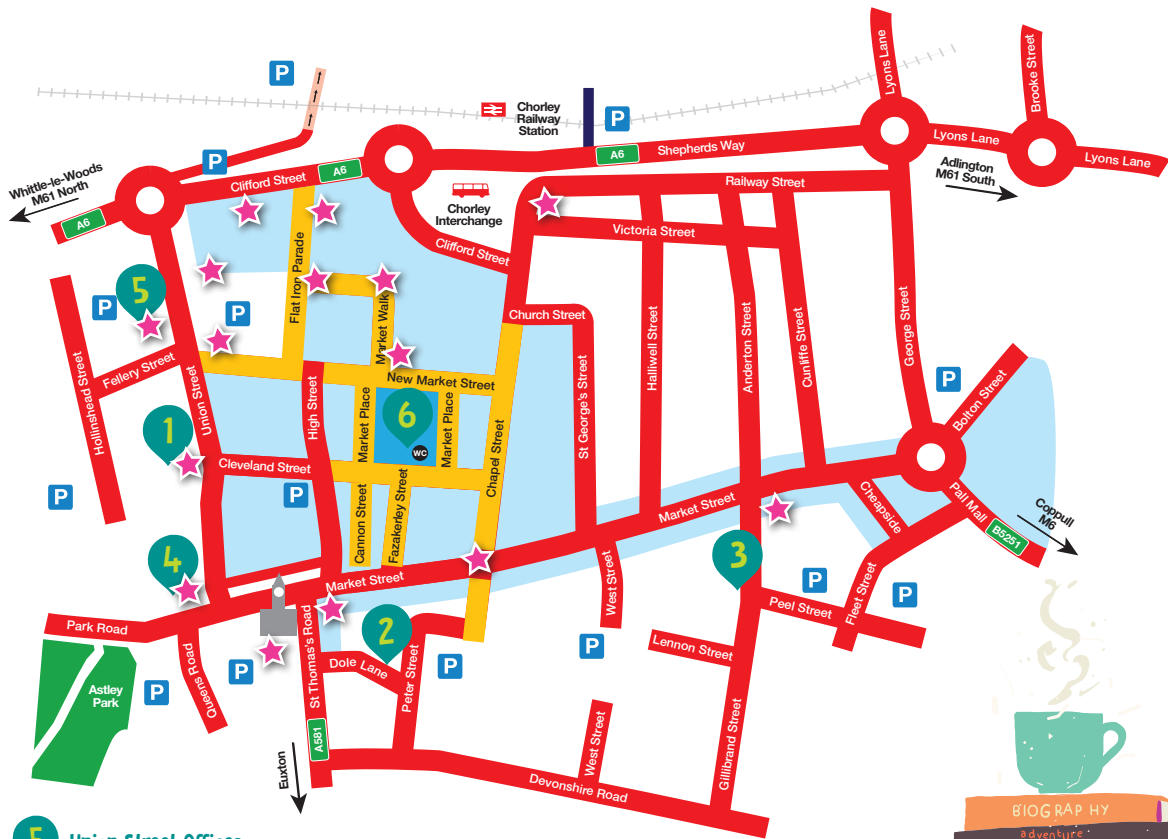 P
Lyons Lane
Brooke Street
Chorley
Railway
Station
P
Lyons Lane
Lyons Lane
A6
Shepherds Way
P
Clifford Street
A6
Whittle-le-Woods
M61 North
A6
Adlington
M61 South
Railway Street
Chorley
Interchange
Victoria Street
Clifford Street
Flat Iron Parade
5
P
P
Market Walk
Church Street
Hollinshead Street
Fellery Street
Union Street
High Street
New Market Street
Halliwell Street
Anderton Street
Cunliffe Street
George Street
P
Bolton Street
St George's Street
Market Place
6
WC
Market Place
Chapel Street
1
Cleveland Street
P
P
Cannon Street
Fazakerley Street
Market Street
Cheapside
Pall Mall
B5251
Coppull
M6
4
Market Street
3
West Street
P
P
Peel Street
Fleet Street
Park Road
2
Dole Lane
Peter Street
P
P
Lennon Street
St Thomas's Road
Queens Road
P
P
Astley
Park
A581
Euxton
West Street
Gillibrand Street
Devonshire Road
BIOGRAPHY
adventure
5 Union Street Offices